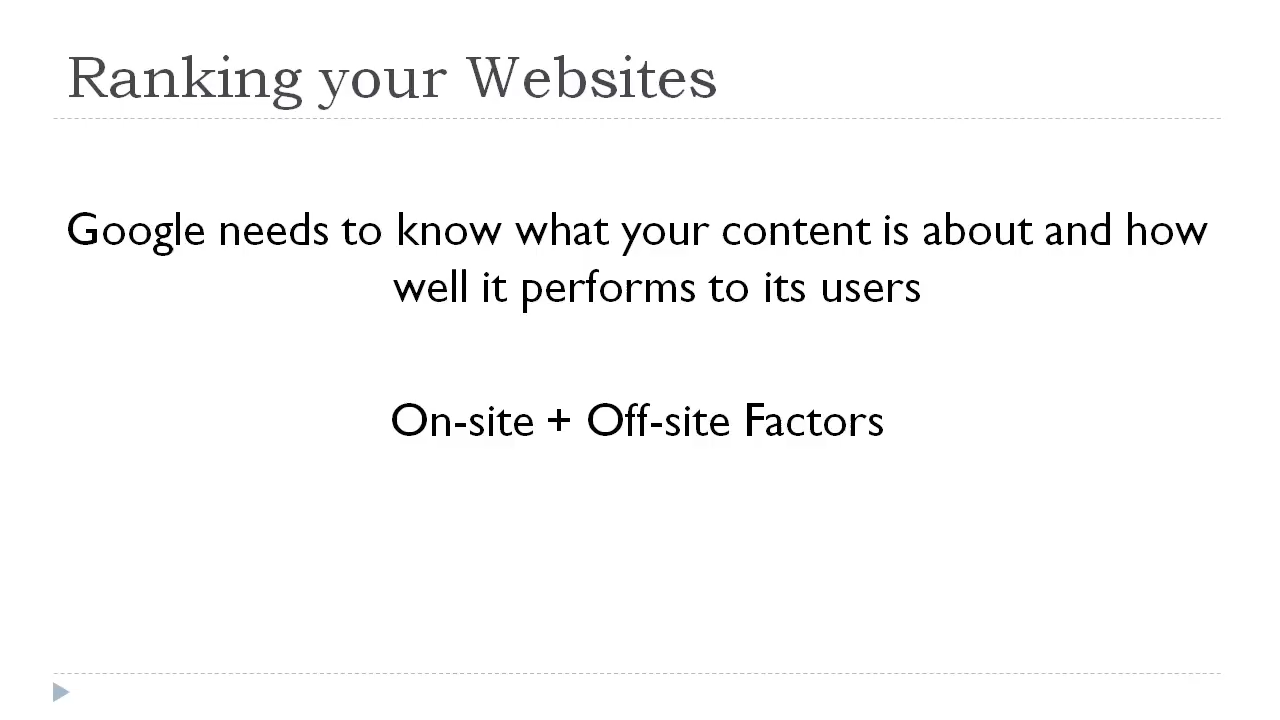 Ranking your Websites
Google needs to know what your content is about and how
well it performs to its users
On-site + Off-site Factors